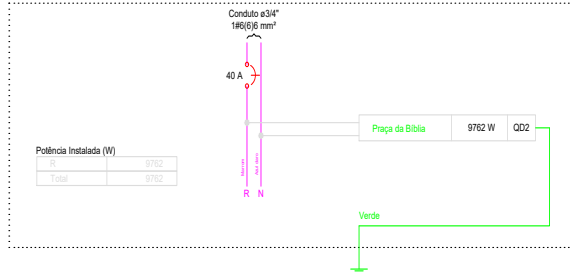 Conduto ø3/4"
1#6(6)6 mm²
40 A
Praça da Bíblia 9762 W QD2
Potência Instalada (W)
R 9762
Total 9762
R N
Verde